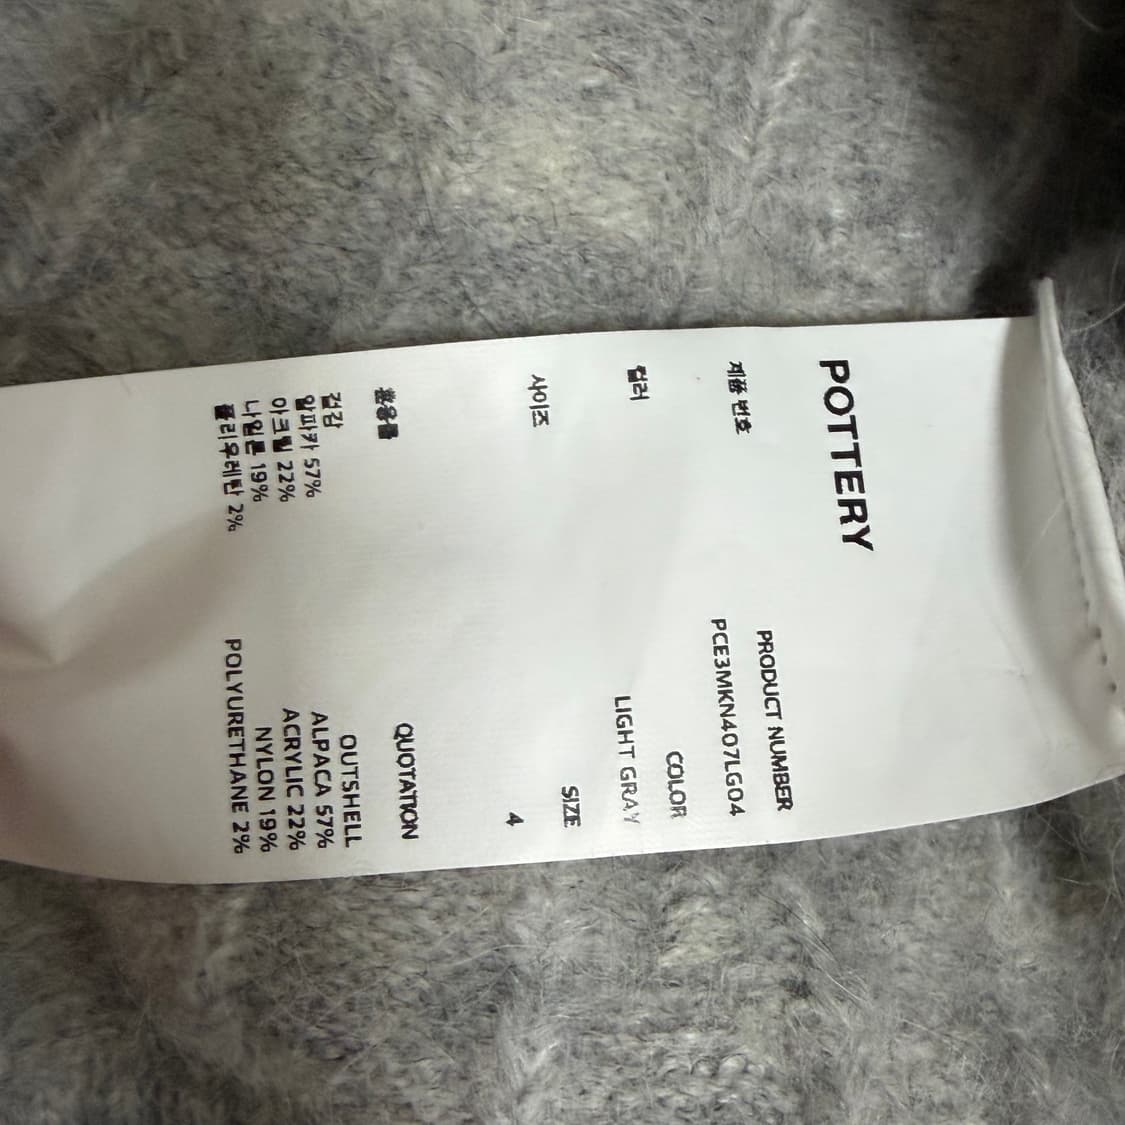 POTTERY
제품 번호
PRODUCT NUMBER
PCE3MKN407LG04
컬러
COLOR
LIGHT GRAY
사이즈
SIZE
4
혼용률
QUOTATION
겉감
OUTSHELL
알파카 57%
ALPACA 57%
아크릴 22%
ACRYLIC 22%
나일론 19%
NYLON 19%
폴리우레탄 2%
POLYURETHANE 2%